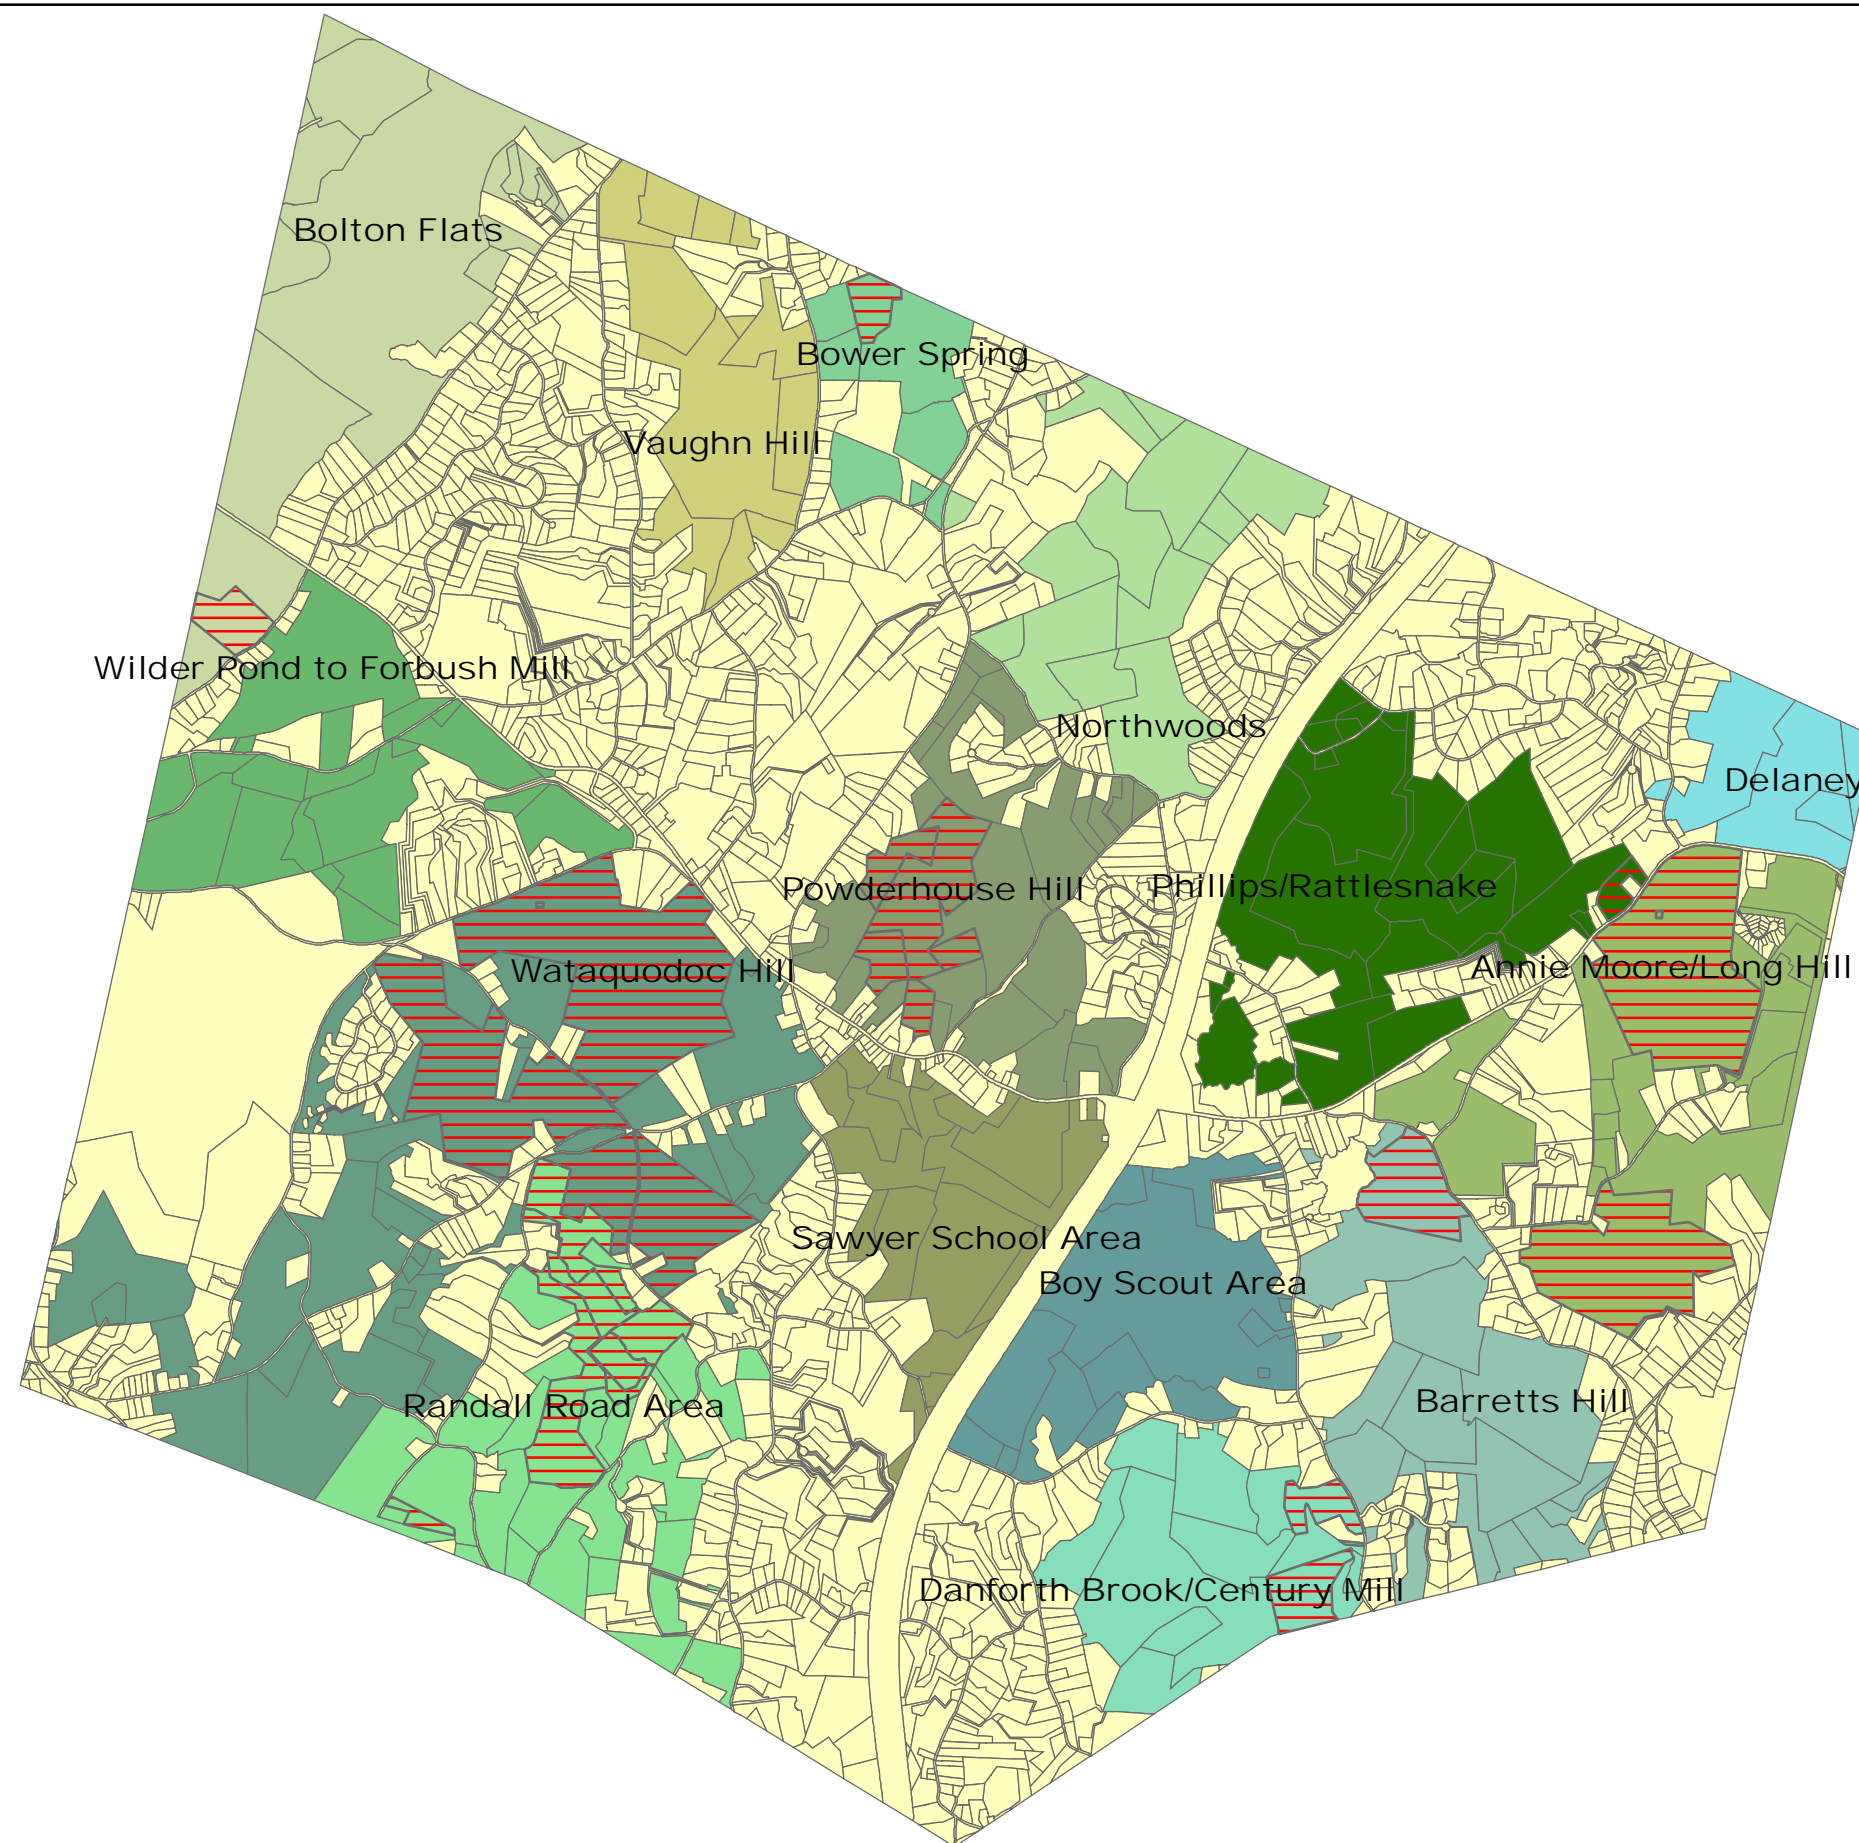 Bolton Flats
Bower Spring
Vaughn Hill
Wilder Pond to Forbush Mill
Northwoods
Delaney
Powderhouse Hill
Phillips/Rattlesnake
Wataquodoc Hill
Annie Moore/Long Hill
Sawyer School Area
Boy Scout Area
Randall Road Area
Barretts Hill
Danforth Brook/Century Mill